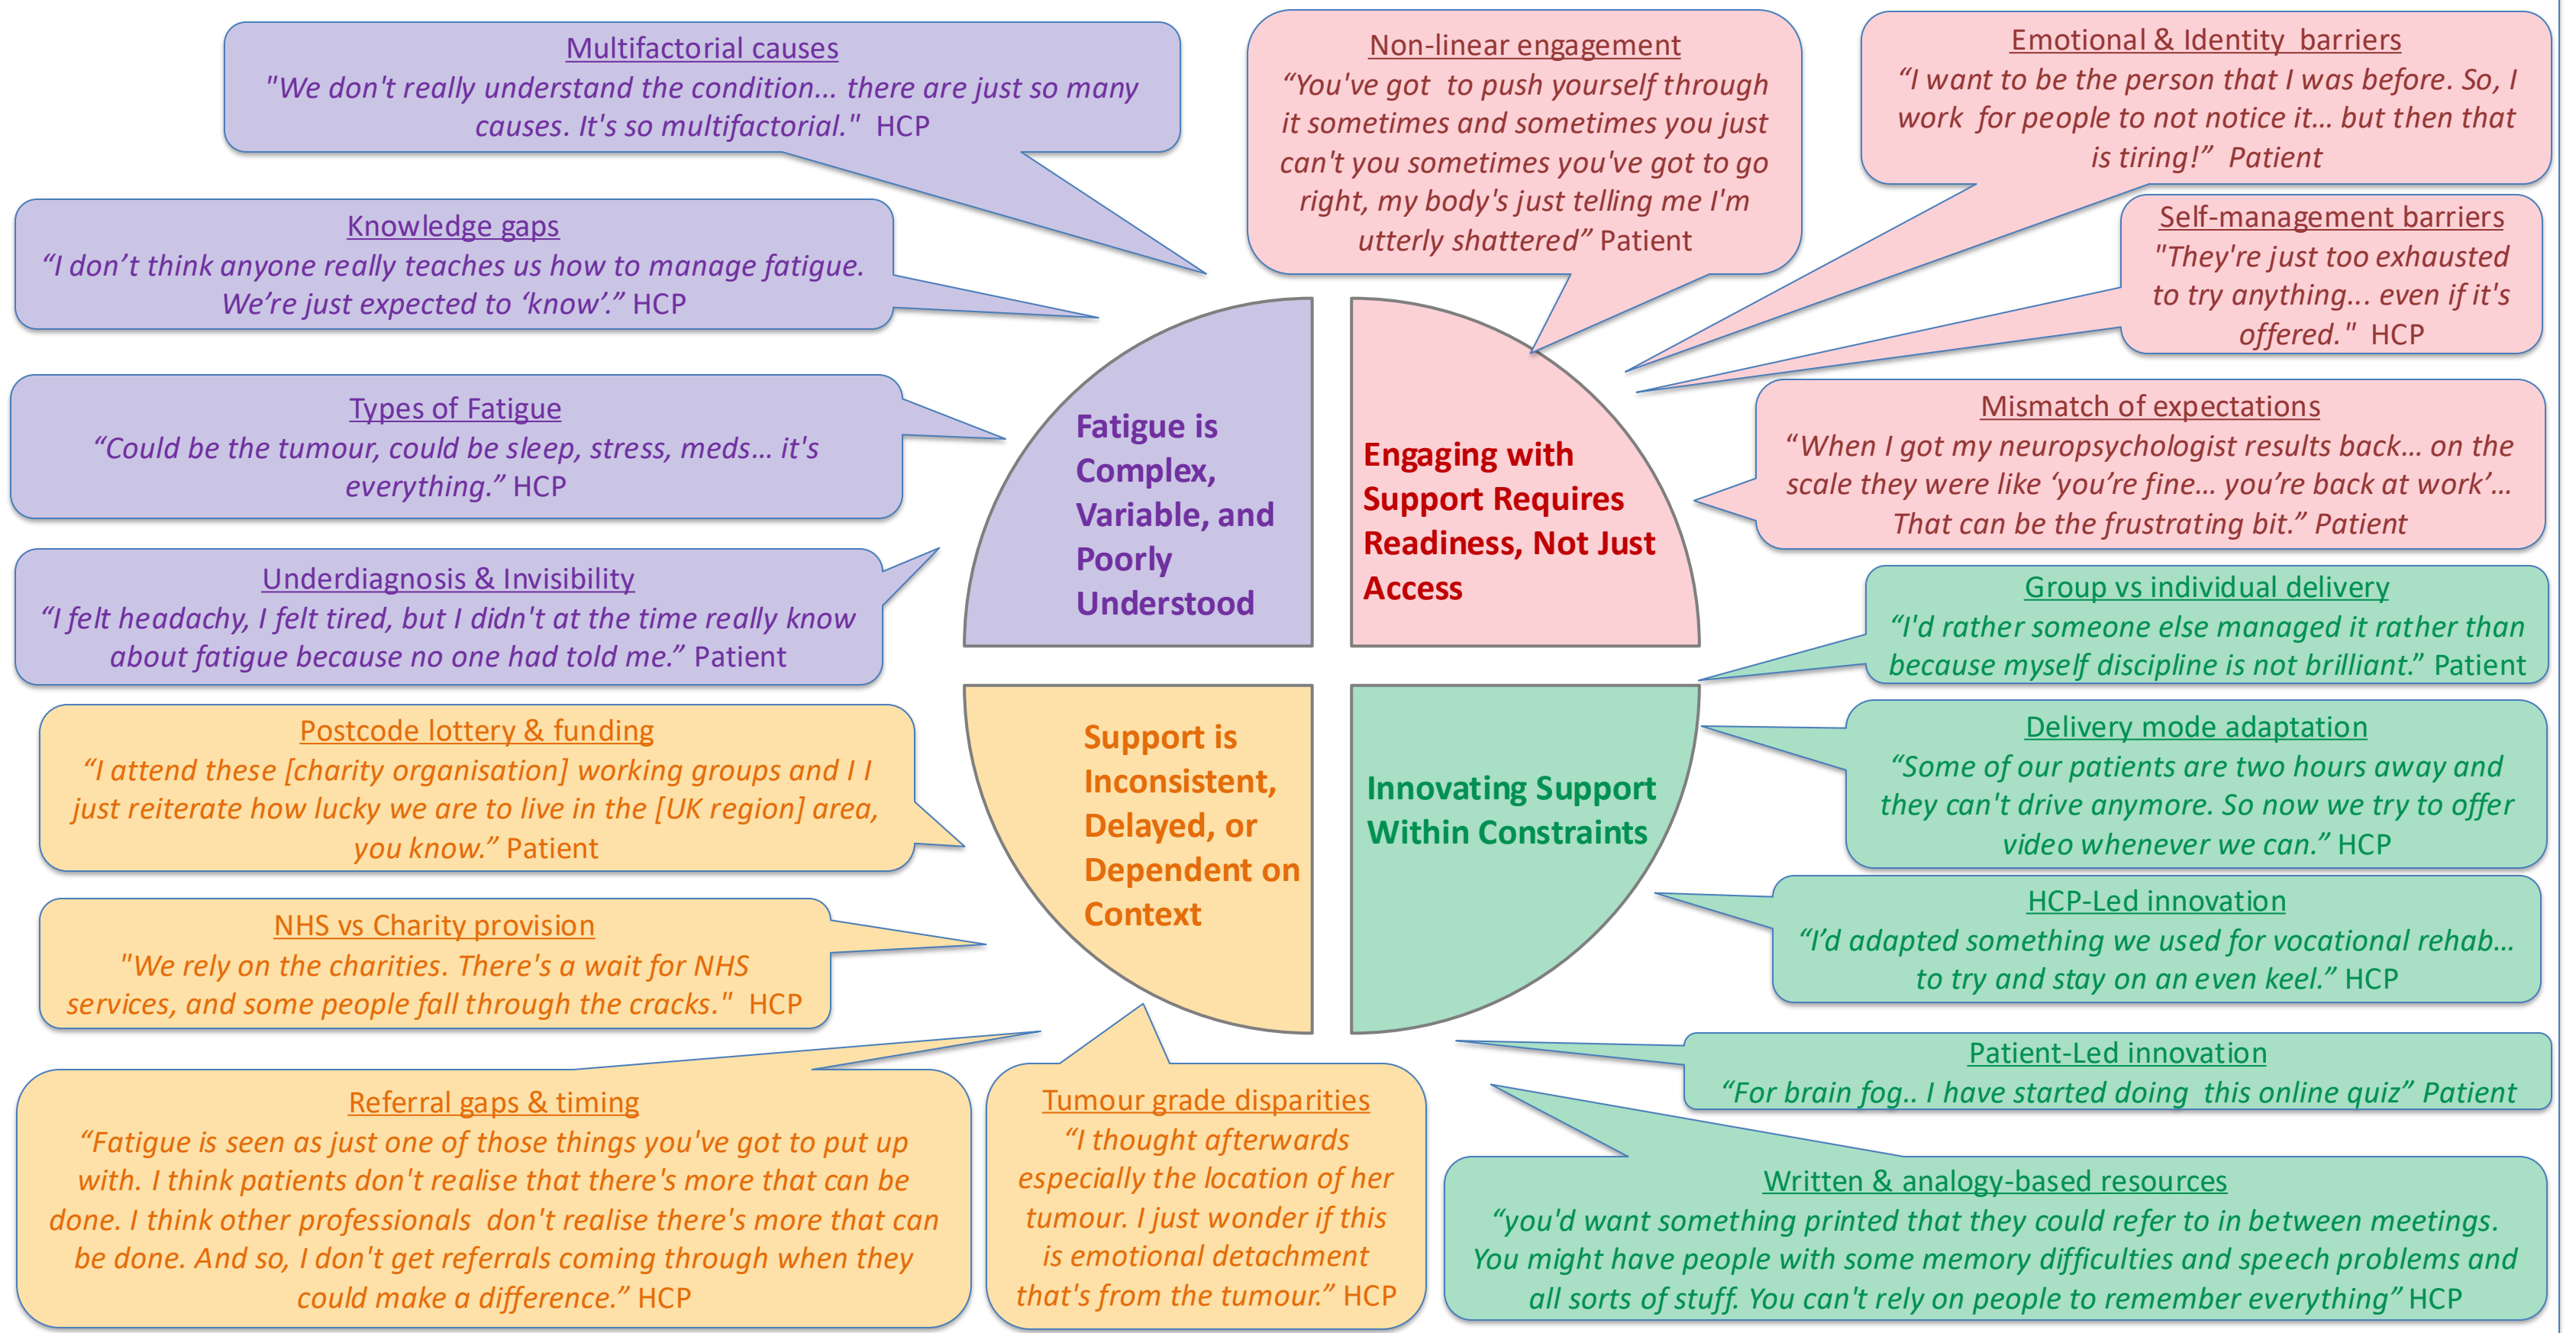 Multifactorial causes
"We don't really understand the condition... there are just so many
causes. It's so multifactorial."  HCP
Knowledge gaps
“I don’t think anyone really teaches us how to manage fatigue.
We’re just expected to ‘know’.” HCP
Types of Fatigue
“Could be the tumour, could be sleep, stress, meds… it's
everything.” HCP
Underdiagnosis & Invisibility
“I felt headachy, I felt tired, but I didn't at the time really know
about fatigue because no one had told me.” Patient
Fatigue is
Complex,
Variable, and
Poorly
Understood
Non-linear engagement
“You've got  to push yourself through
it sometimes and sometimes you just
can't you sometimes you've got to go
right, my body's just telling me I'm
utterly shattered” Patient
Emotional & Identity  barriers
“I want to be the person that I was before. So, I
work  for people to not notice it… but then that
is tiring!”  Patient
Self-management barriers
"They're just too exhausted
to try anything... even if it's
offered."  HCP
Mismatch of expectations
“When I got my neuropsychologist results back… on the
scale they were like ‘you’re fine… you’re back at work’…
That can be the frustrating bit.” Patient
Engaging with
Support Requires
Readiness, Not Just
Access
Postcode lottery & funding
“I attend these [charity organisation] working groups and I I
just reiterate how lucky we are to live in the [UK region] area,
you know.” Patient
NHS vs Charity provision
"We rely on the charities. There's a wait for NHS
services, and some people fall through the cracks."  HCP
Referral gaps & timing
“Fatigue is seen as just one of those things you've got to put up
with. I think patients don't realise that there's more that can be
done. I think other professionals  don't realise there's more that can
be done. And so, I don't get referrals coming through when they
could make a difference.” HCP
Tumour grade disparities
“I thought afterwards
especially the location of her
tumour. I just wonder if this
is emotional detachment
that's from the tumour.” HCP
Support is
Inconsistent,
Delayed, or
Dependent on
Context
Group vs individual delivery
“I'd rather someone else managed it rather than
because myself discipline is not brilliant.” Patient
Delivery mode adaptation
“Some of our patients are two hours away and
they can't drive anymore. So now we try to offer
video whenever we can.” HCP
HCP-Led innovation
“I’d adapted something we used for vocational rehab…
to try and stay on an even keel.” HCP
Patient-Led innovation
“For brain fog.. I have started doing  this online quiz” Patient
Written & analogy-based resources
“you'd want something printed that they could refer to in between meetings.
You might have people with some memory difficulties and speech problems and
all sorts of stuff. You can't rely on people to remember everything” HCP
Innovating Support
Within Constraints